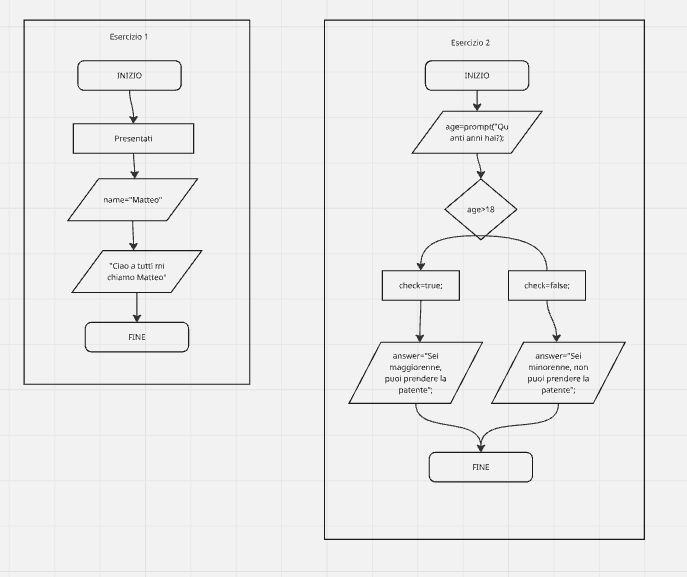 Esercizio 1
INIZIO
Presentati
name="Matteo"
"Ciao a tutti mi
chiamo Matteo"
FINE
Esercizio 2
INIZIO
age=prompt("Qu
anti anni hai?);
age>18
check=true;
check=false;
answer="Sei
maggiorenne,
puoi prendere la
patente";
answer="Sei
minorenne, non
puoi prendere la
patente";
FINE